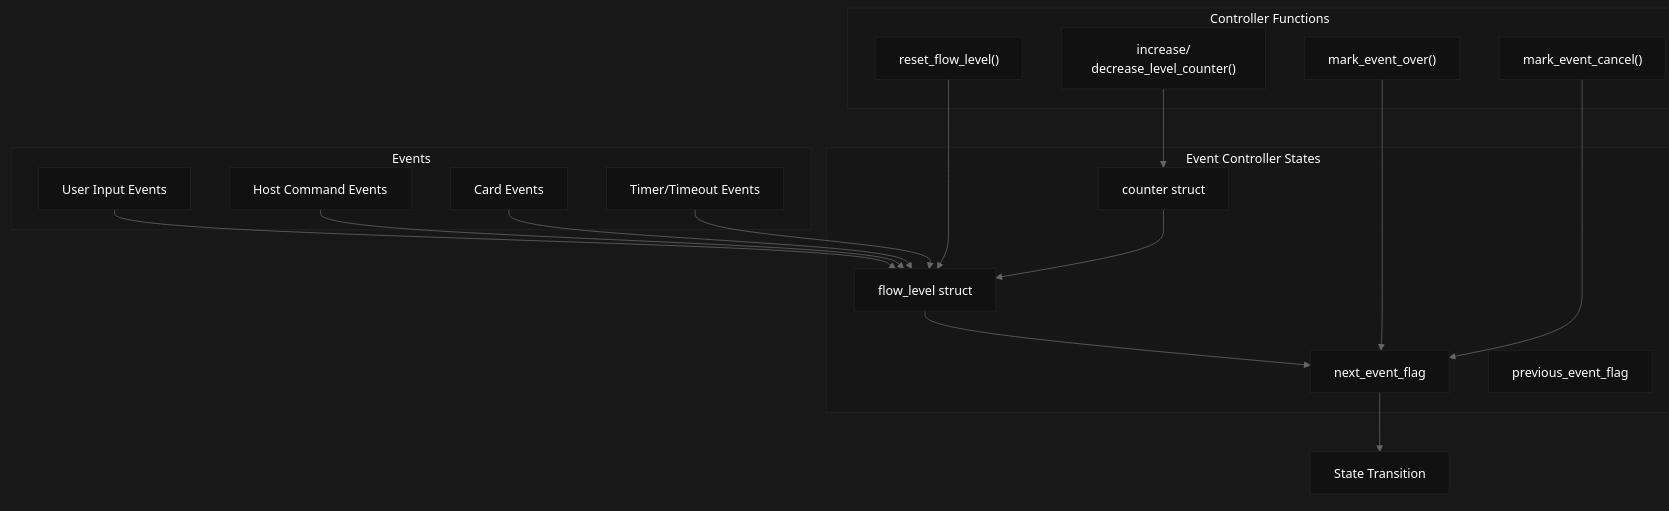 Controller Functions
reset_flow_level()
increase/
decrease_level_counter()
mark_event_over()
mark_event_cancel()
Events
User Input Events
Host Command Events
Card Events
Timer/Timeout Events
Event Controller States
counter struct
flow_level struct
next_event_flag
previous_event_flag
State Transition